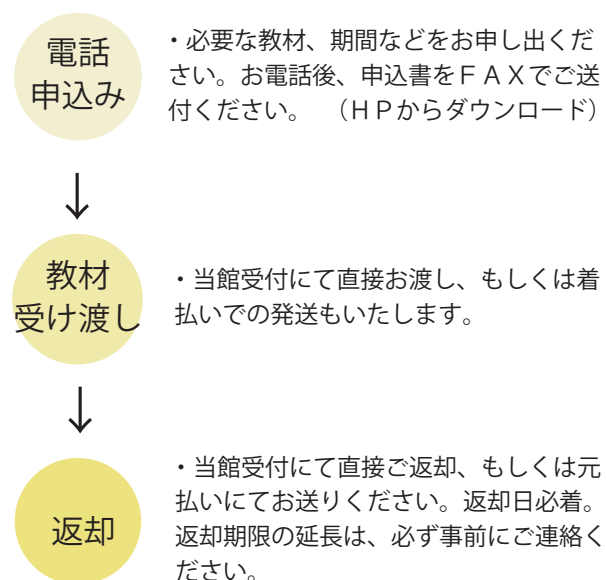 電話
申込み
・必要な教材、期間などをお申し出くだ
さい。お電話後、申込書をＦＡＸでご送
付ください。　（ＨＰからダウンロード）
↓
教材
受け渡し
・当館受付にて直接お渡し、もしくは着
払いでの発送もいたします。
↓
返却
・当館受付にて直接ご返却、もしくは元
払いにてお送りください。返却日必着。
返却期限の延長は、必ず事前にご連絡く
ださい。